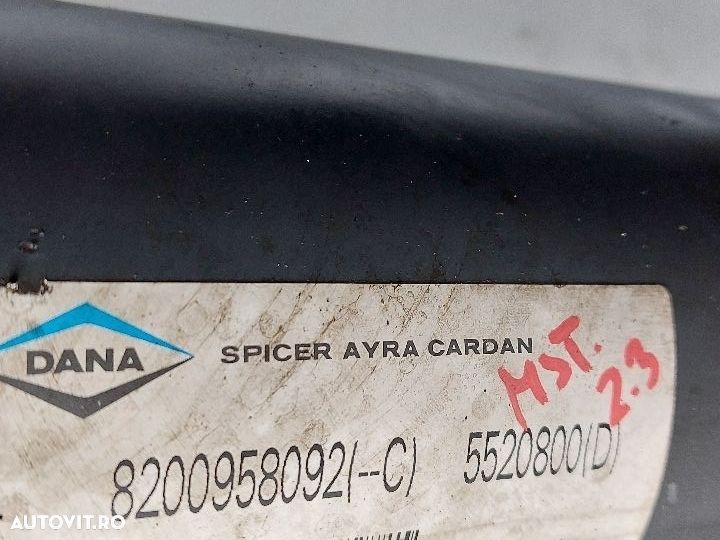 DANA
SPICER AYRA CARDAN
MST.
2.3
8200958092(--C)
5520800(D)
AUTOVIT.RO